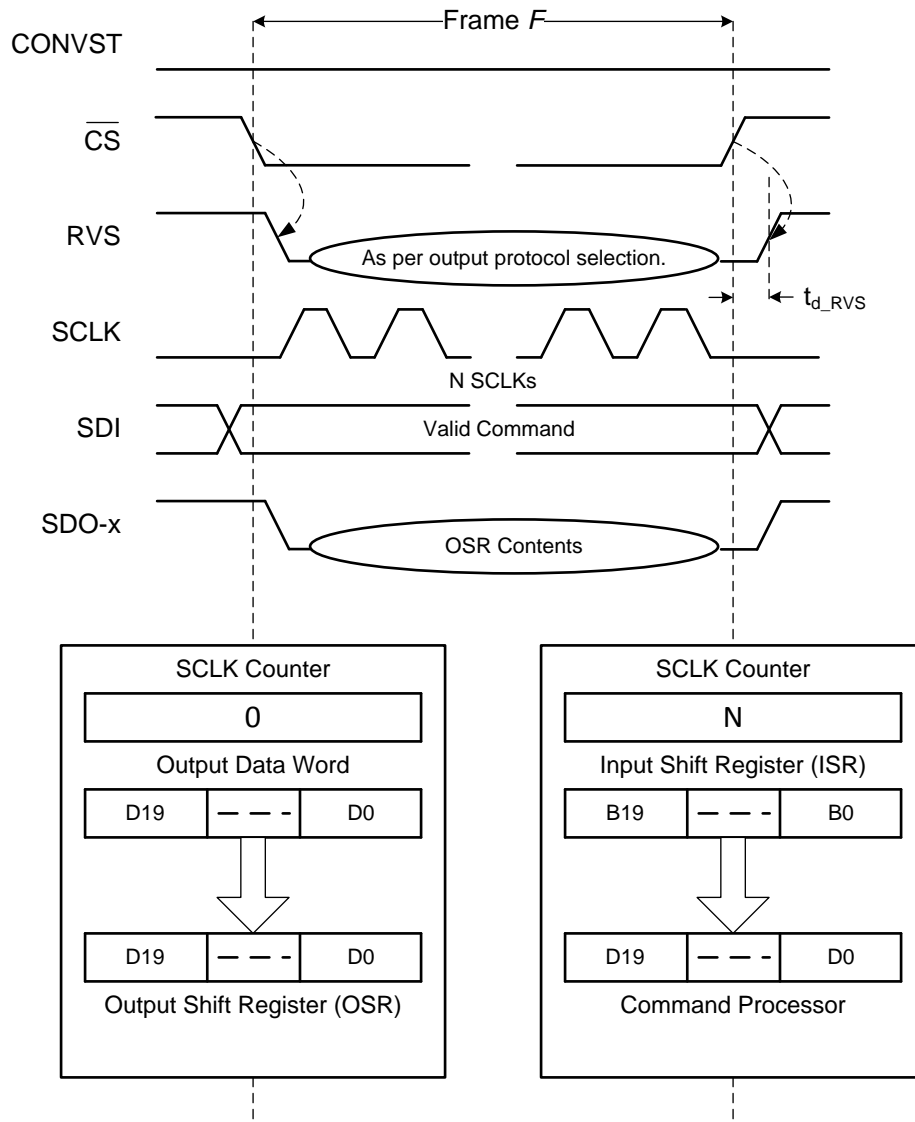 Frame F
CONVST
CS
RVS
As per output protocol selection.
td_RVS
SCLK
N SCLKs
SDI
Valid Command
SDO-x
OSR Contents
SCLK Counter
0
Output Data Word
D19 D0
D19 D0
Output Shift Register (OSR)
SCLK Counter
N
Input Shift Register (ISR)
B19 B0
D19 D0
Command Processor